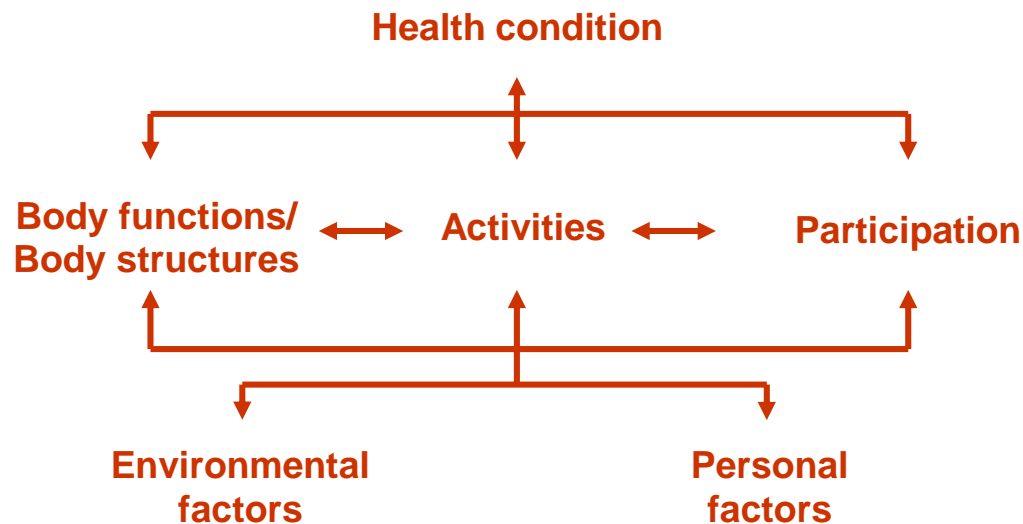 Health condition
Body functions/
Body structures
Activities
Participation
Environmental
factors
Personal
factors